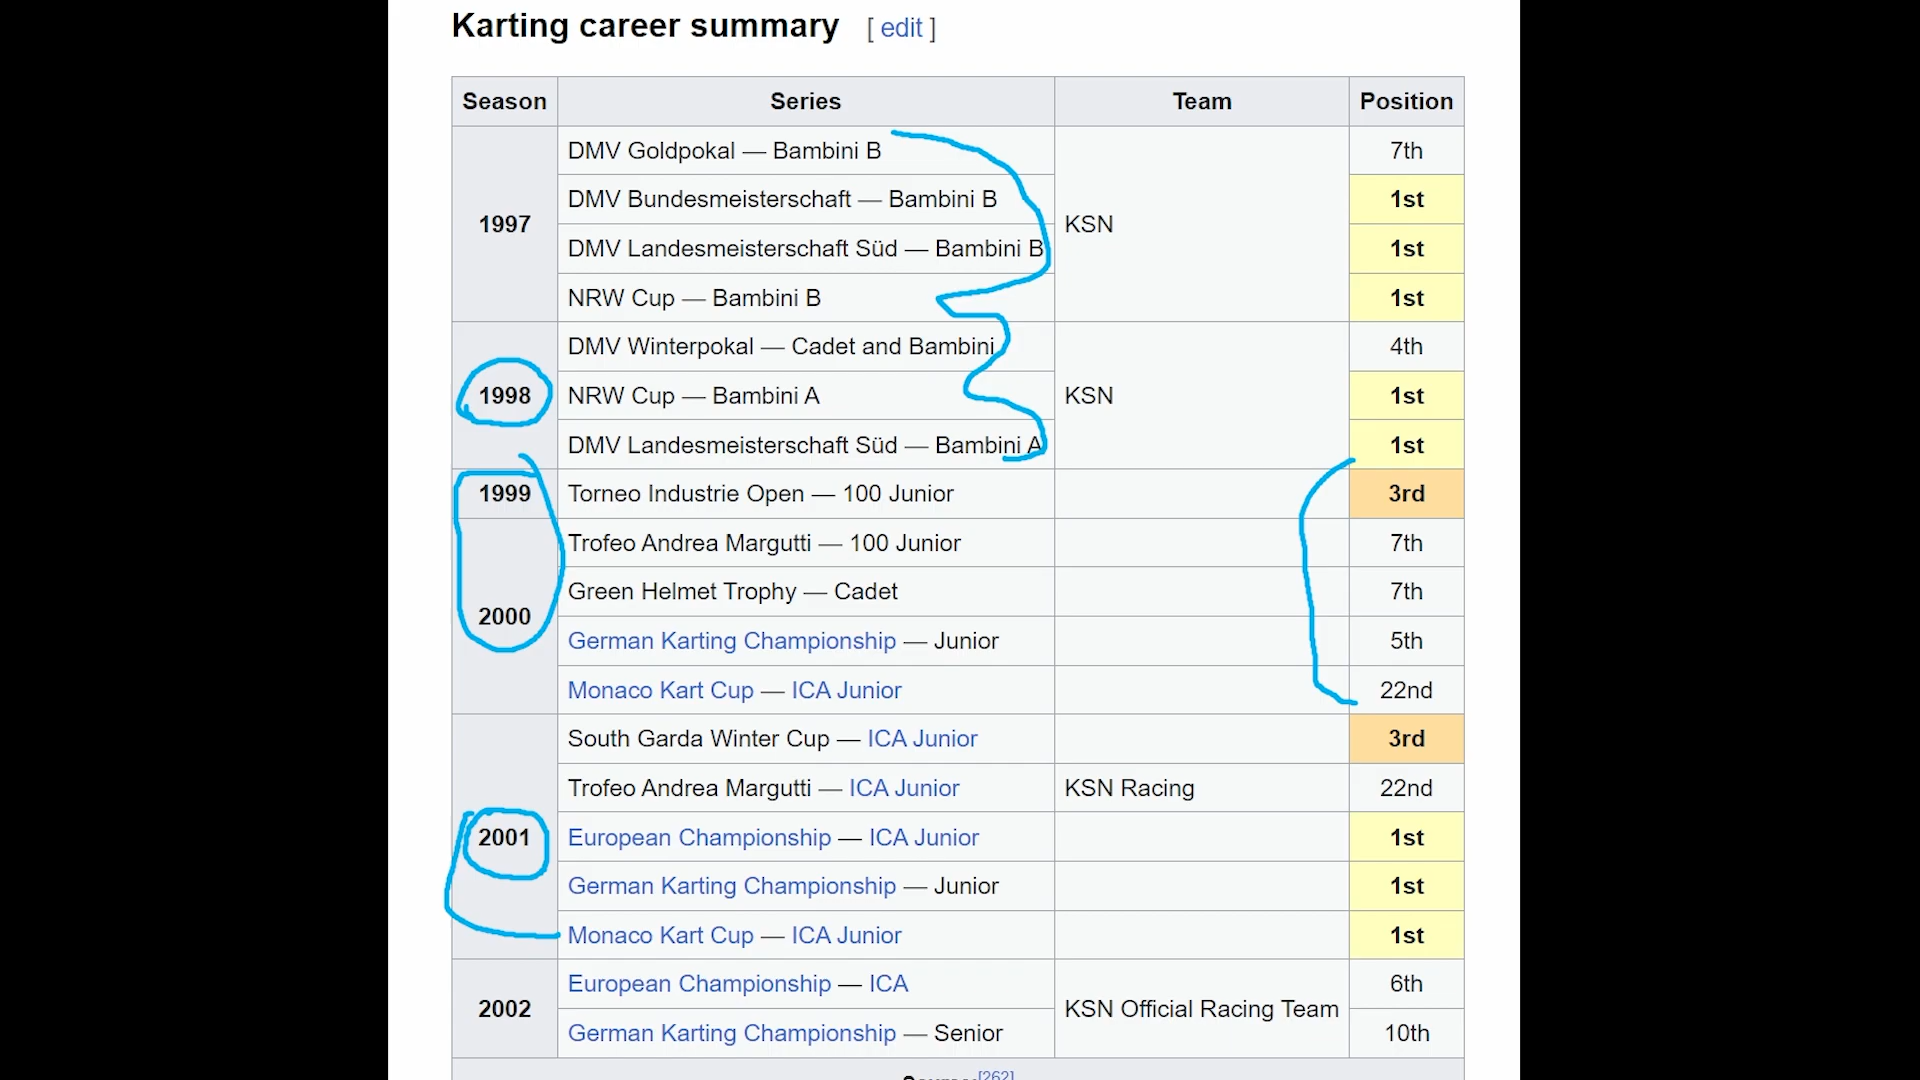 Karting career summary [ edit ]
Season Series Team Position
1997 DMV Goldpokal — Bambini B KSN 7th
DMV Bundesmeisterschaft — Bambini B 1st
DMV Landesmeisterschaft Süd — Bambini B 1st
NRW Cup — Bambini B 1st
1998 DMV Winterpokal — Cadet and Bambini KSN 4th
NRW Cup — Bambini A 1st
DMV Landesmeisterschaft Süd — Bambini A 1st
1999 Torneo Industrie Open — 100 Junior 3rd
2000 Trofeo Andrea Margutti — 100 Junior 7th
Green Helmet Trophy — Cadet 7th
German Karting Championship — Junior 5th
Monaco Kart Cup — ICA Junior 22nd
2001 South Garda Winter Cup — ICA Junior 3rd
Trofeo Andrea Margutti — ICA Junior KSN Racing 22nd
European Championship — ICA Junior 1st
German Karting Championship — Junior 1st
Monaco Kart Cup — ICA Junior 1st
2002 European Championship — ICA KSN Official Racing Team 6th
German Karting Championship — Senior 10th
[262]